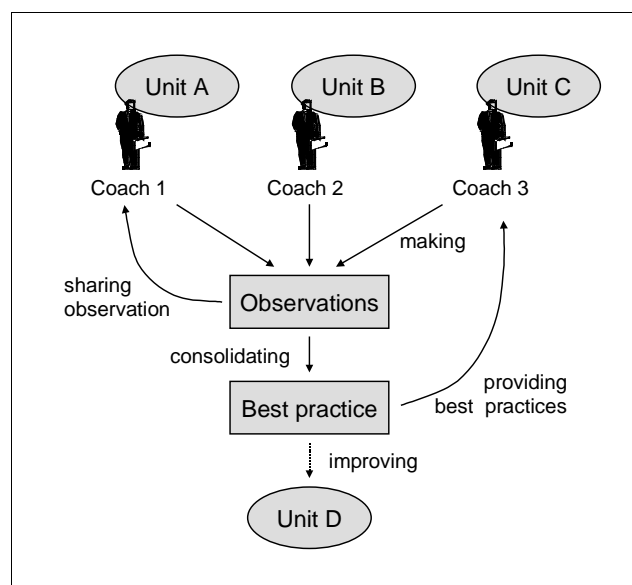 Unit A
Unit B
Unit C
Coach 1
Coach 2
Coach 3
making
sharing
observation
Observations
consolidating
Best practice
providing
best practices
improving
Unit D